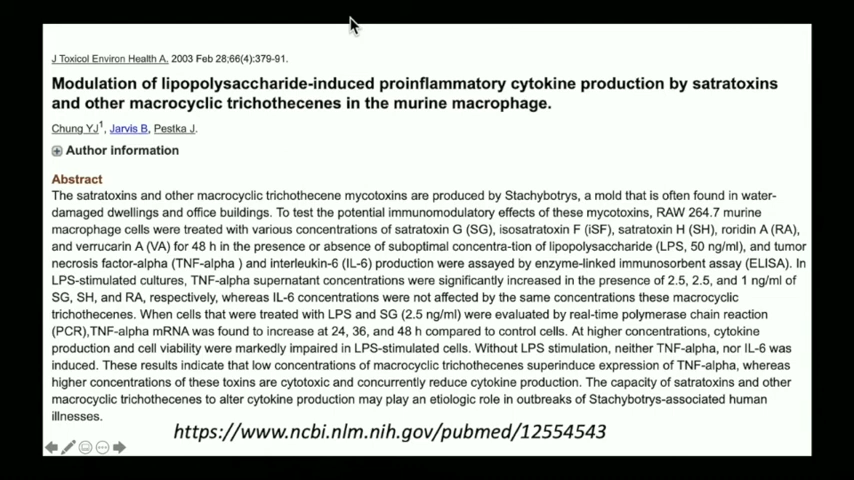 J Toxicol Environ Health A. 2003 Feb 28;66(4):379-91.
Modulation of lipopolysaccharide-induced proinflammatory cytokine production by satratoxins
and other macrocyclic trichothecenes in the murine macrophage.
Chung YJ1, Jarvis B, Pestka J.
Author information
Abstract
The satratoxins and other macrocyclic trichothecene mycotoxins are produced by Stachybotrys, a mold that is often found in water-
damaged dwellings and office buildings. To test the potential immunomodulatory effects of these mycotoxins, RAW 264.7 murine
macrophage cells were treated with various concentrations of satratoxin G (SG), isosatratoxin F (iSF), satratoxin H (SH), roridin A (RA),
and verrucarin A (VA) for 48 h in the presence or absence of suboptimal concentra-tion of lipopolysaccharide (LPS, 50 ng/ml), and tumor
necrosis factor-alpha (TNF-alpha ) and interleukin-6 (IL-6) production were assayed by enzyme-linked immunosorbent assay (ELISA). In
LPS-stimulated cultures, TNF-alpha supernatant concentrations were significantly increased in the presence of 2.5, 2.5, and 1 ng/ml of
SG, SH, and RA, respectively, whereas IL-6 concentrations were not affected by the same concentrations these macrocyclic
trichothecenes. When cells that were treated with LPS and SG (2.5 ng/ml) were evaluated by real-time polymerase chain reaction
(PCR),TNF-alpha mRNA was found to increase at 24, 36, and 48 h compared to control cells. At higher concentrations, cytokine
production and cell viability were markedly impaired in LPS-stimulated cells. Without LPS stimulation, neither TNF-alpha, nor IL-6 was
induced. These results indicate that low concentrations of macrocyclic trichothecenes superinduce expression of TNF-alpha, whereas
higher concentrations of these toxins are cytotoxic and concurrently reduce cytokine production. The capacity of satratoxins and other
macrocyclic trichothecenes to alter cytokine production may play an etiologic role in outbreaks of Stachybotrys-associated human
illnesses.
https://www.ncbi.nlm.nih.gov/pubmed/12554543